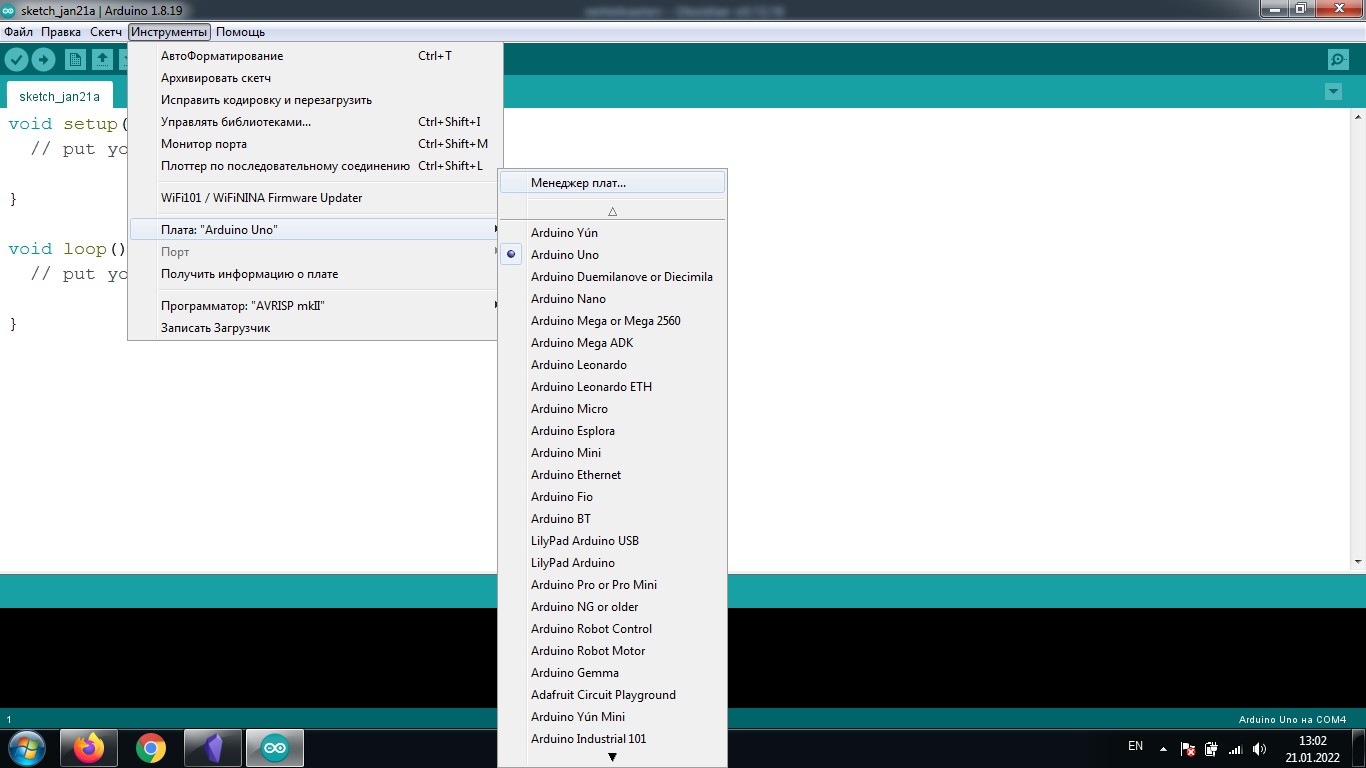 sketch_jan21a | Arduino 1.8.19
Файл Правка Скетч Инструменты Помощь
sketch_jan21a
void setup(
// put yo
}
void loop()
// put yo
}
АвтоФорматирование Ctrl+T
Архивировать скетч
Исправить кодировку и перезагрузить
Управлять библиотеками... Ctrl+Shift+I
Монитор порта Ctrl+Shift+M
Плоттер по последовательному соединению Ctrl+Shift+L
WiFi101 / WiFiNINA Firmware Updater
Плата: "Arduino Uno"
Порт
Получить информацию о плате
Программатор: "AVRISP mkII"
Записать Загрузчик
Менеджер плат...
Arduino Yún
Arduino Uno
Arduino Duemilanove or Diecimila
Arduino Nano
Arduino Mega or Mega 2560
Arduino Mega ADK
Arduino Leonardo
Arduino Leonardo ETH
Arduino Micro
Arduino Esplora
Arduino Mini
Arduino Ethernet
Arduino Fio
Arduino BT
LilyPad Arduino USB
LilyPad Arduino
Arduino Pro or Pro Mini
Arduino NG or older
Arduino Robot Control
Arduino Robot Motor
Arduino Gemma
Adafruit Circuit Playground
Arduino Yún Mini
Arduino Industrial 101
1
Arduino Uno на COM4
EN
13:02
21.01.2022